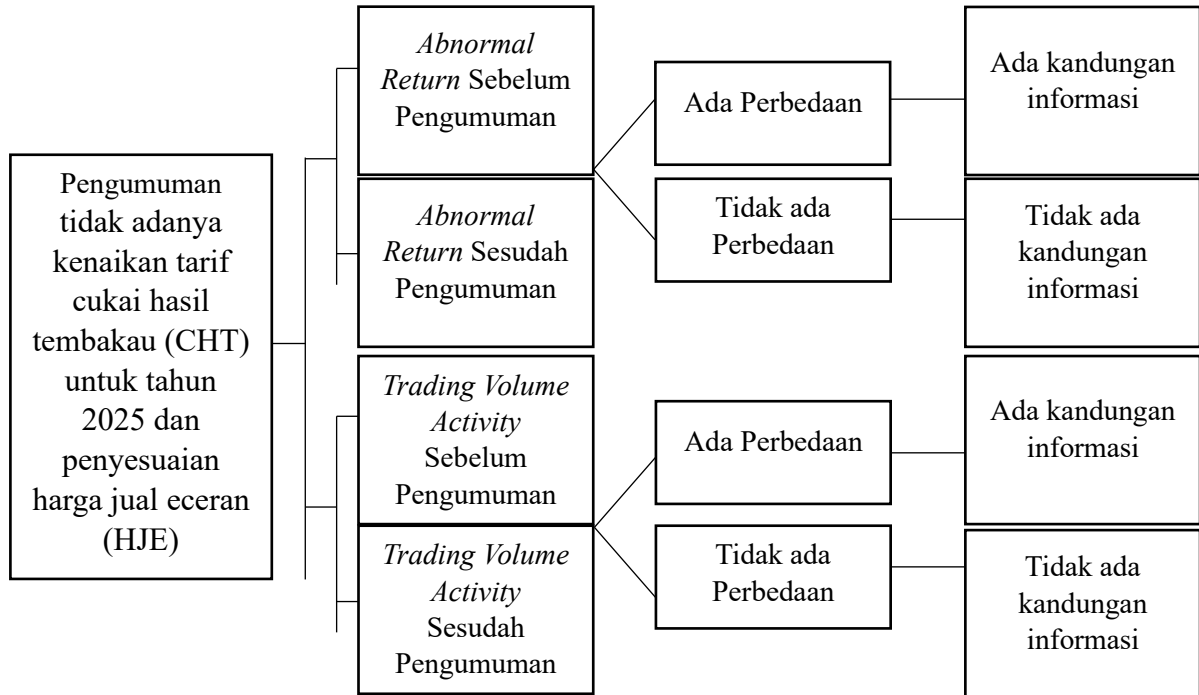 Pengumuman
tidak adanya
kenaikan tarif
cukai hasil
tembakau (CHT)
untuk tahun
2025 dan
penyesuaian
harga jual eceran
(HJE)
Abnormal
Return Sebelum
Pengumuman
Abnormal
Return Sesudah
Pengumuman
Ada Perbedaan
Tidak ada
Perbedaan
Ada kandungan
informasi
Tidak ada
kandungan
informasi
Trading Volume
Activity
Sebelum
Pengumuman
Trading Volume
Activity
Sesudah
Pengumuman
Ada Perbedaan
Tidak ada
Perbedaan
Ada kandungan
informasi
Tidak ada
kandungan
informasi